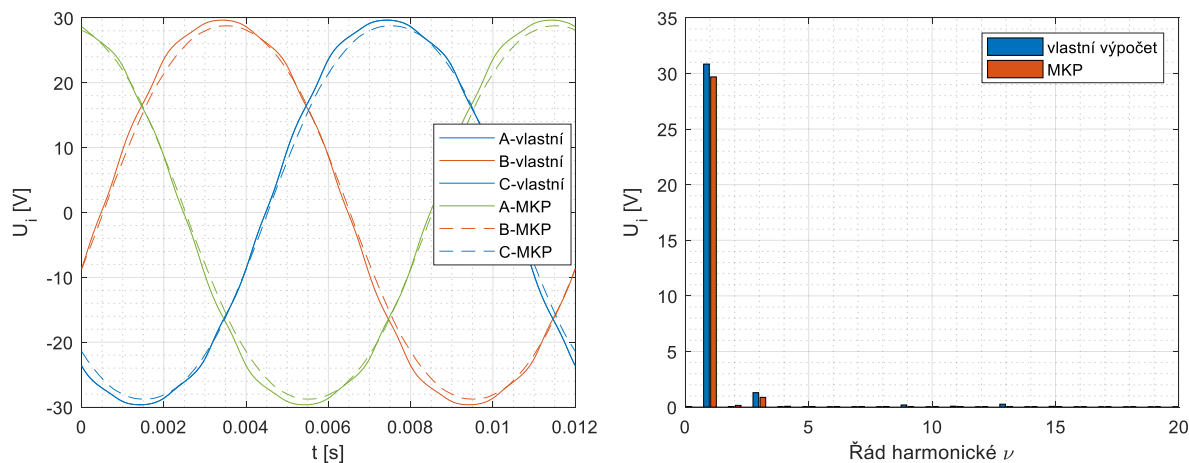 30
20
10
0
-10
-20
-30
U_i [V]
0
0.002
0.004
0.006
0.008
0.01
0.012
t [s]
A-vlastní
B-vlastní
C-vlastní
A-MKP
B-MKP
C-MKP
35
30
25
20
15
10
5
0
U_i [V]
0
5
10
15
20
Řád harmonické ν
vlastní výpočet
MKP